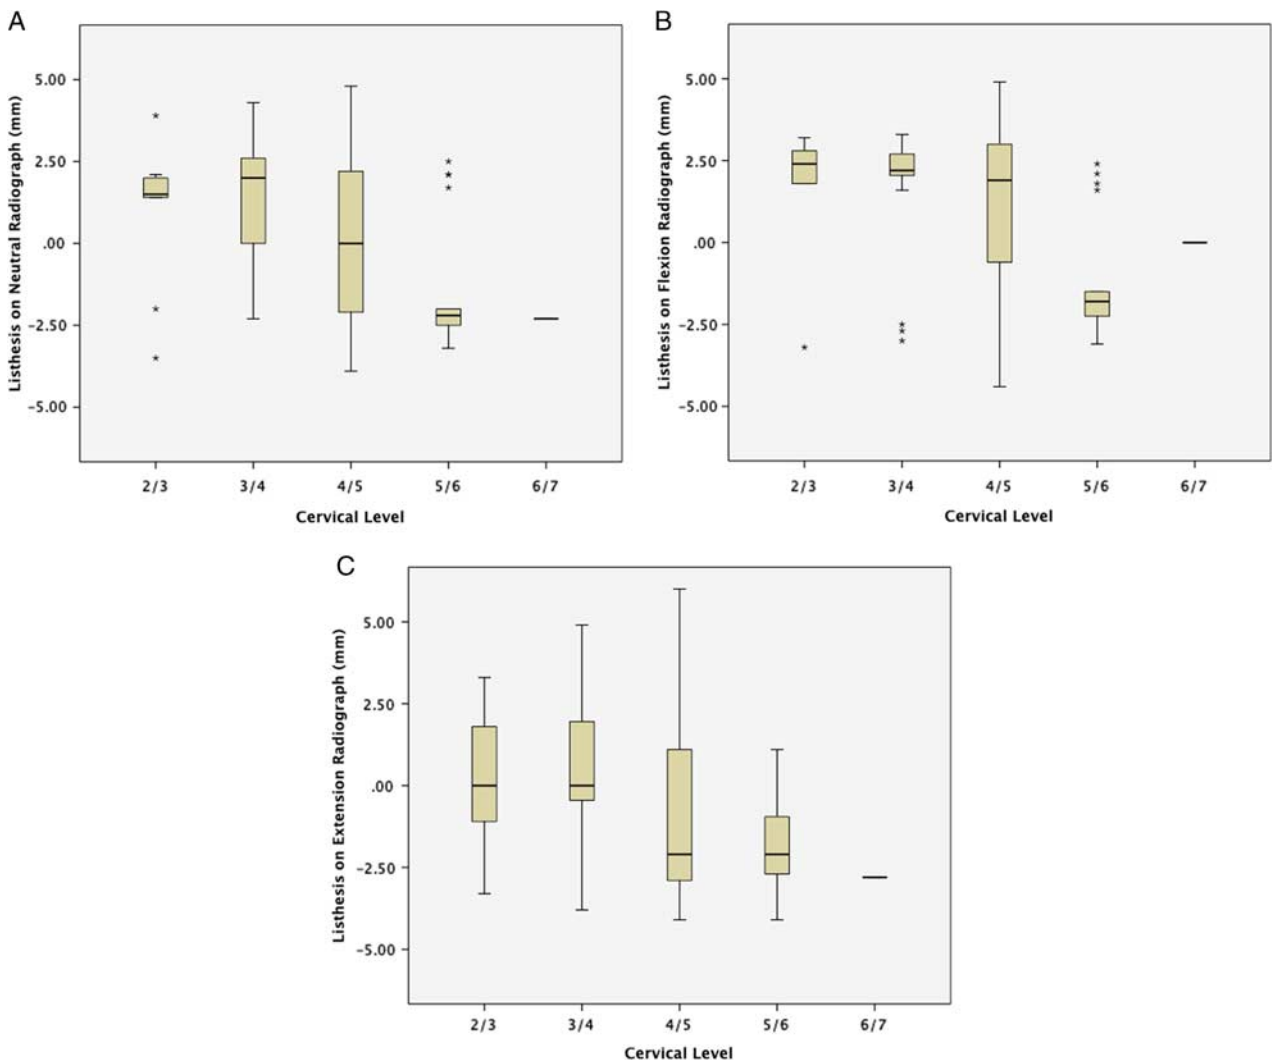 A
Listhesis on Neutral Radiograph (mm)
5.00
2.50
.00
-2.50
-5.00
2/3 3/4 4/5 5/6 6/7
Cervical Level
B
Listhesis on Flexion Radiograph (mm)
5.00
2.50
.00
-2.50
-5.00
2/3 3/4 4/5 5/6 6/7
Cervical Level
C
Listhesis on Extension Radiograph (mm)
5.00
2.50
.00
-2.50
-5.00
2/3 3/4 4/5 5/6 6/7
Cervical Level